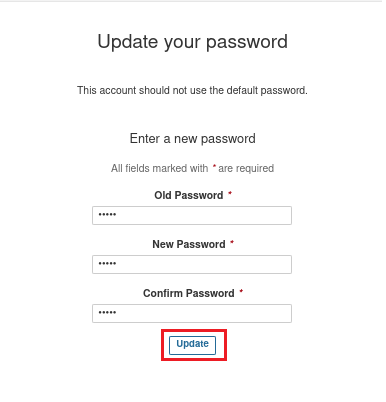 Update your password
This account should not use the default password.
Enter a new password
All fields marked with * are required
Old Password *
•••••
New Password *
•••••
Confirm Password *
•••••
Update